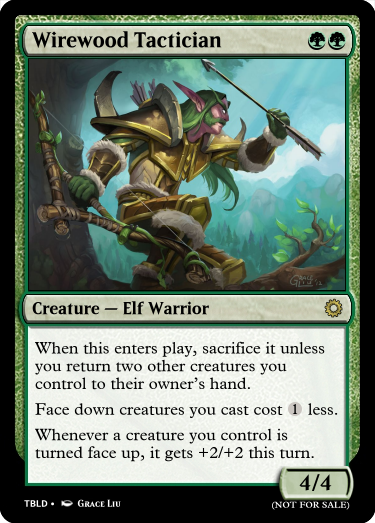 Wirewood Tactician
Creature — Elf Warrior
When this enters play, sacrifice it unless
you return two other creatures you
control to their owner's hand.
Face down creatures you cast cost 1 less.
Whenever a creature you control is
turned face up, it gets +2/+2 this turn.
4/4
TBLD • Grace Liu
(NOT FOR SALE)